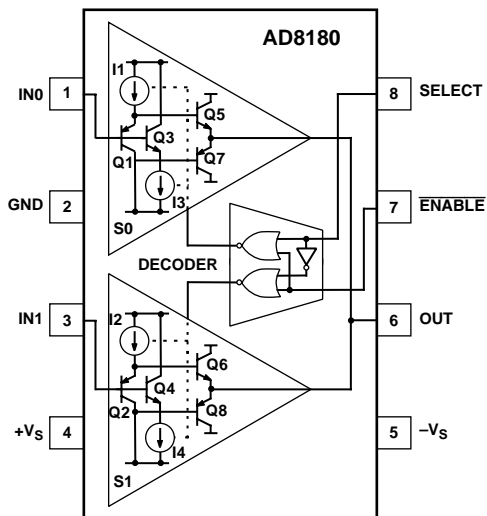 AD8180
I1
IN0
1
8
SELECT
Q5
Q3
Q1
Q7
I3
S0
GND
2
7
ENABLE
DECODER
IN1
3
I2
6
OUT
Q6
Q4
Q2
Q8
+VS
4
5
–VS
I4
S1